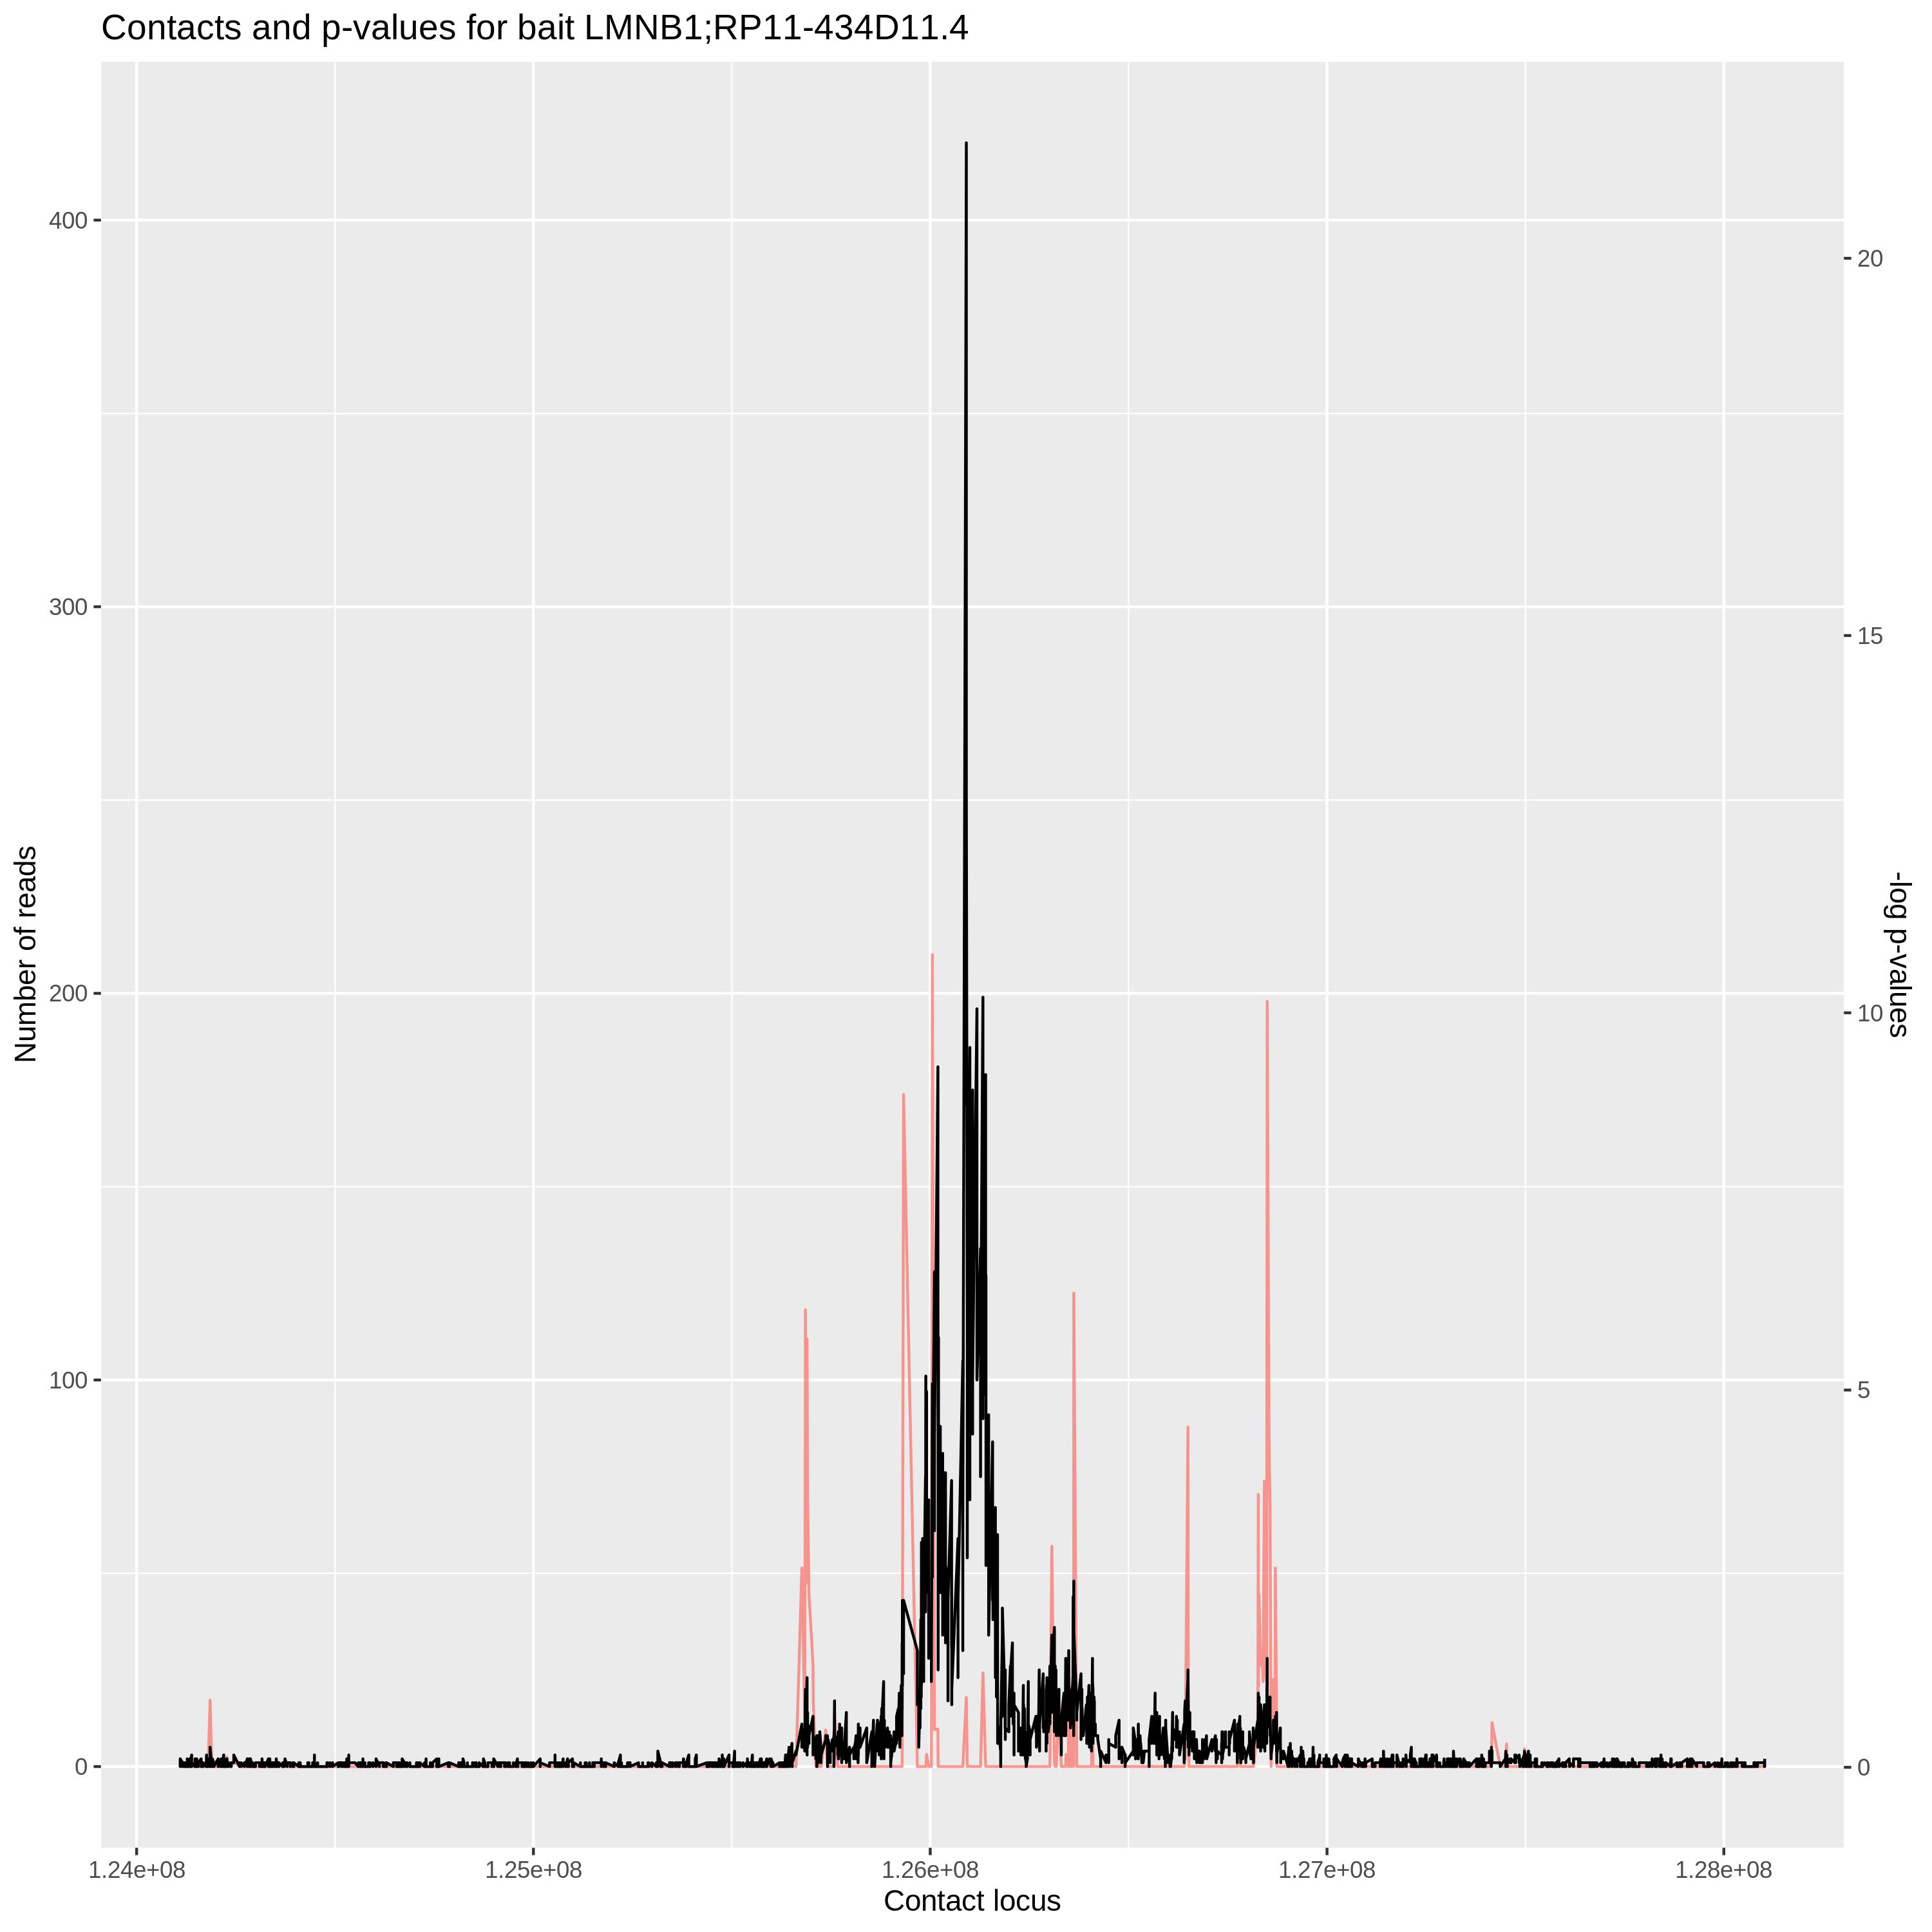 Contacts and p-values for bait LMNB1;RP11-434D11.4
400
300
200
100
0
Number of reads
20
15
10
5
0
-log p-values
1.24e+08
1.25e+08
1.26e+08
1.27e+08
1.28e+08
Contact locus